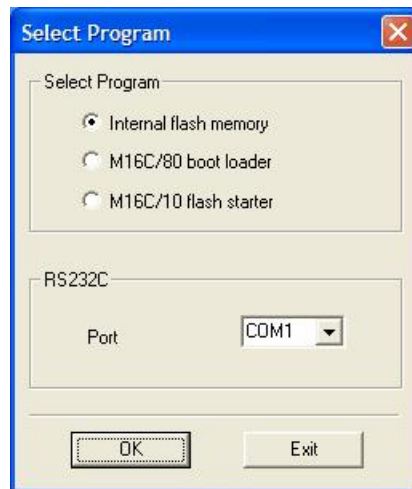 Select Program
Select Program
Internal flash memory
M16C/80 boot loader
M16C/10 flash starter
RS232C
Port COM1
OK Exit